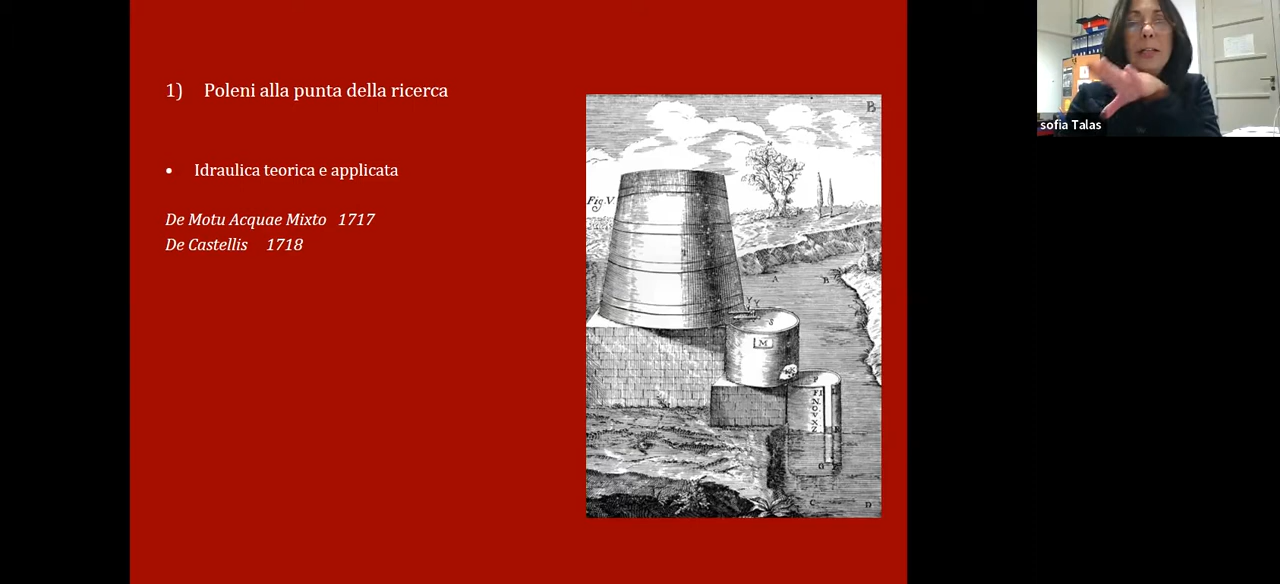 1) Poleni alla punta della ricerca
• Idraulica teorica e applicata
De Motu Acquae Mixto 1717
De Castellis 1718
B
Fig. V.
A
B
S
M
C
D
sofia Talas